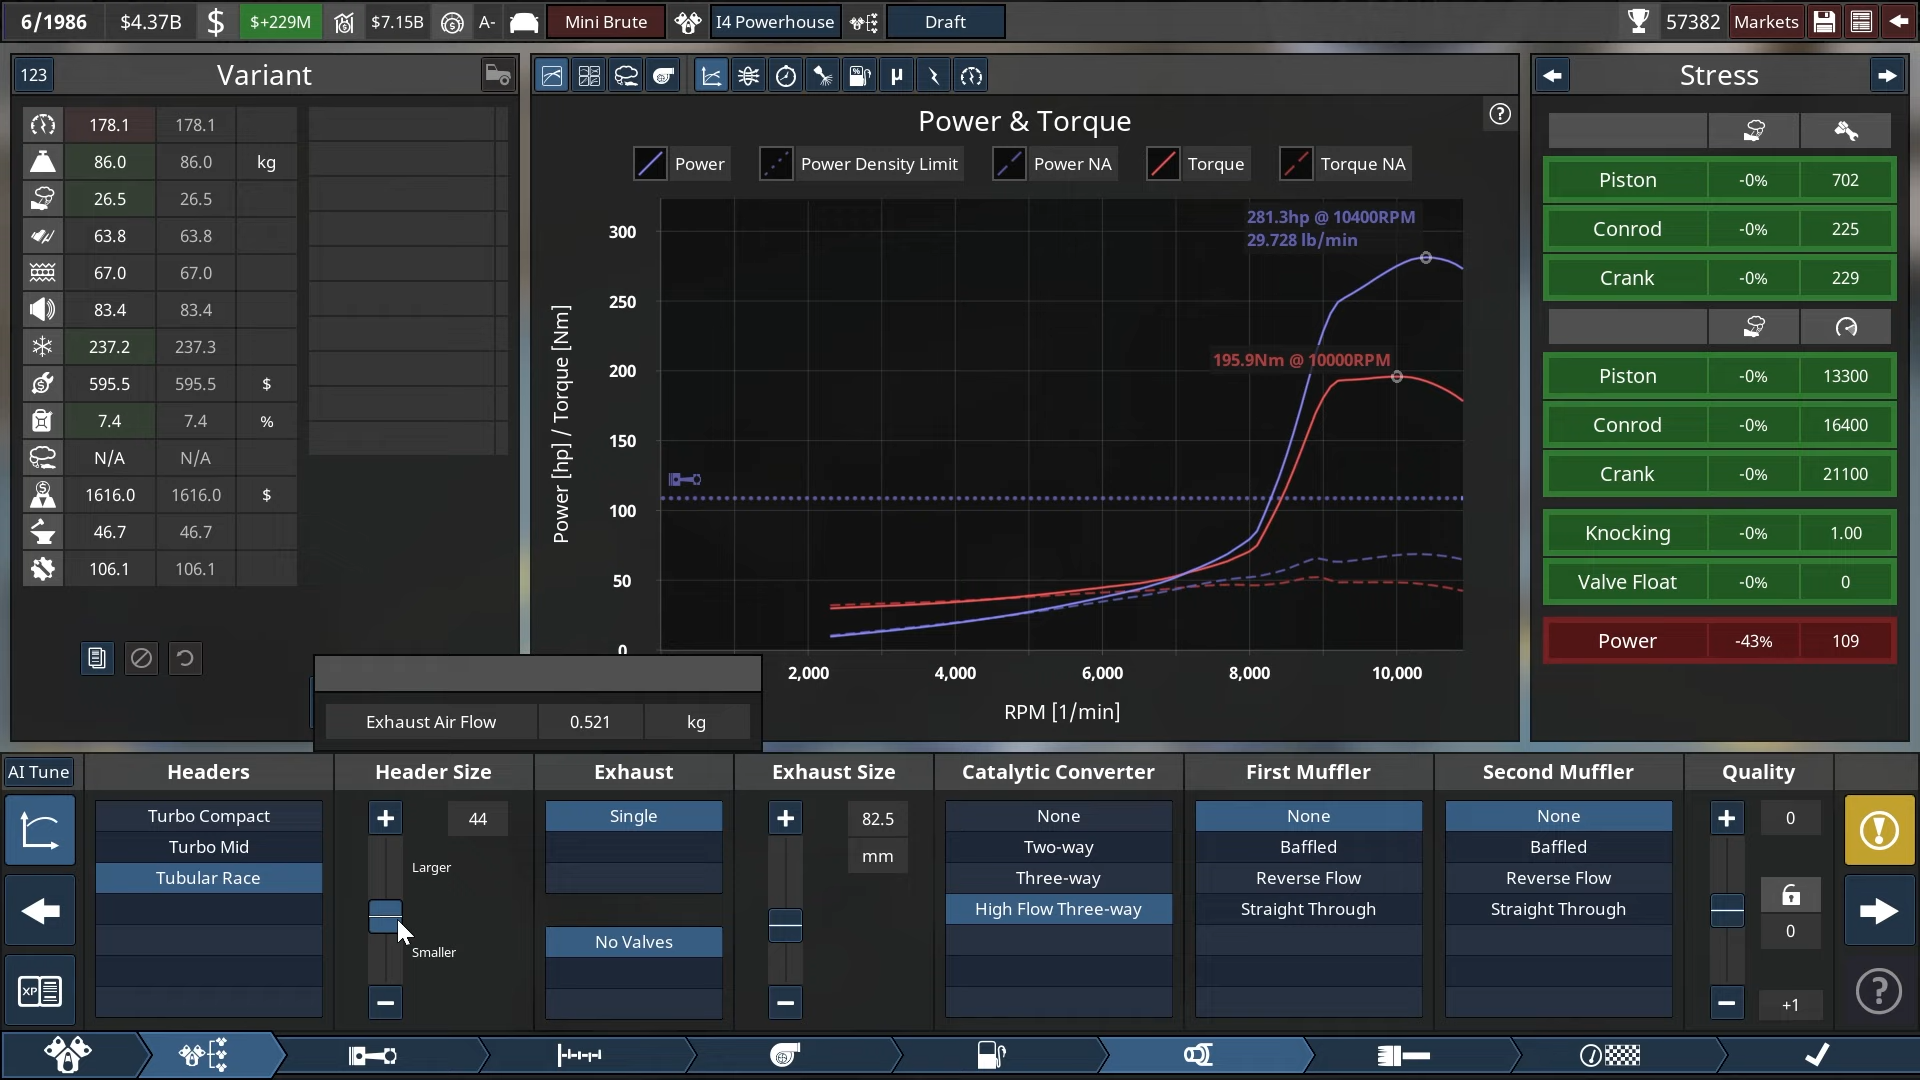 6/1986 $4.37B $+229M $7.15B A- Mini Brute I4 Powerhouse Draft 57382 Markets
123 Variant
178.1 178.1
86.0 86.0 kg
26.5 26.5
63.8 63.8
67.0 67.0
83.4 83.4
237.2 237.3
595.5 595.5 $
7.4 7.4 %
N/A N/A
1616.0 1616.0 $
46.7 46.7
106.1 106.1
Power & Torque
Power Power Density Limit Power NA Torque Torque NA
Power [hp] / Torque [Nm]
300
250
200
150
100
50
0
281.3hp @ 10400RPM
29.728 lb/min
195.9Nm @ 10000RPM
2,000 4,000 6,000 8,000 10,000
RPM [1/min]
Stress
Piston -0% 702
Conrod -0% 225
Crank -0% 229
Piston -0% 13300
Conrod -0% 16400
Crank -0% 21100
Knocking -0% 1.00
Valve Float -0% 0
Power -43% 109
Exhaust Air Flow 0.521 kg
AI Tune
XP
Headers
Turbo Compact
Turbo Mid
Tubular Race
Header Size
44
Larger
Smaller
Exhaust
Single
No Valves
Exhaust Size
82.5
mm
Catalytic Converter
None
Two-way
Three-way
High Flow Three-way
First Muffler
None
Baffled
Reverse Flow
Straight Through
Second Muffler
None
Baffled
Reverse Flow
Straight Through
Quality
0
0
+1